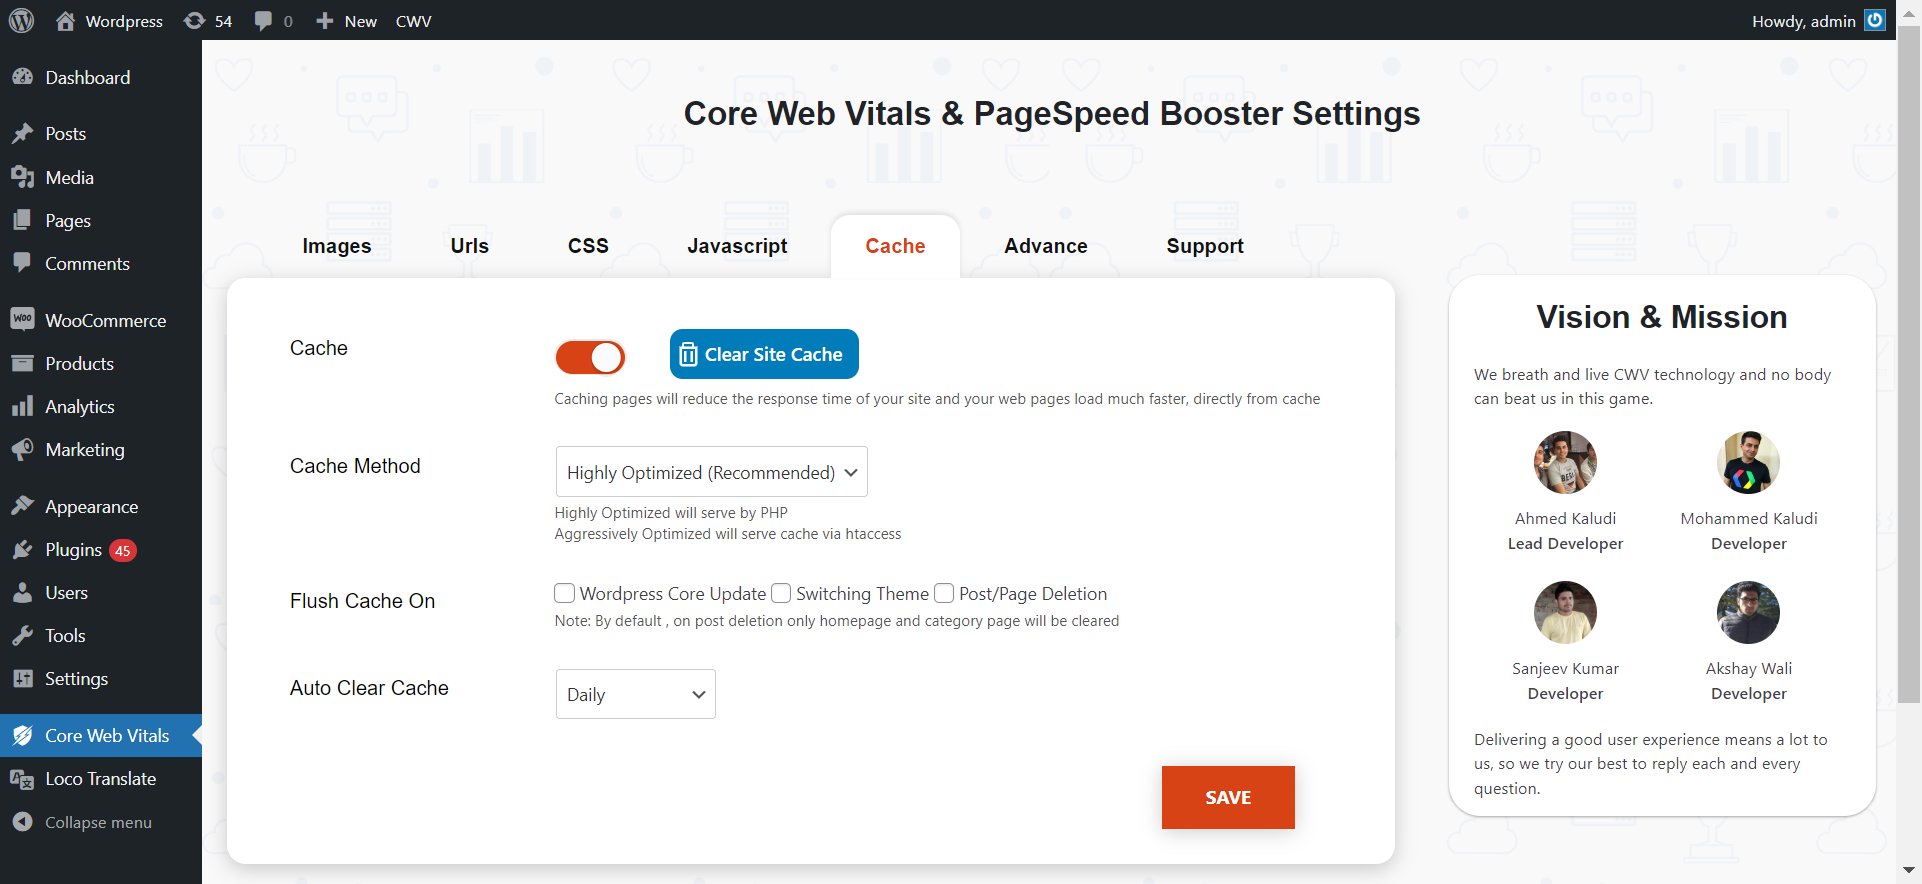 Wordpress 54 0 New CWV Howdy, admin
Dashboard
Posts
Media
Pages
Comments
WooCommerce
Products
Analytics
Marketing
Appearance
Plugins 45
Users
Tools
Settings
Core Web Vitals
Loco Translate
Collapse menu
Core Web Vitals & PageSpeed Booster Settings
Images Urls CSS Javascript Cache Advance Support
Cache Clear Site Cache
Caching pages will reduce the response time of your site and your web pages load much faster, directly from cache
Cache Method Highly Optimized (Recommended)
Highly Optimized will serve by PHP
Aggressively Optimized will serve cache via htaccess
Flush Cache On Wordpress Core Update Switching Theme Post/Page Deletion
Note: By default , on post deletion only homepage and category page will be cleared
Auto Clear Cache Daily
SAVE
Vision & Mission
We breath and live CWV technology and no body
can beat us in this game.
Ahmed Kaludi Mohammed Kaludi
Lead Developer Developer
Sanjeev Kumar Akshay Wali
Developer Developer
Delivering a good user experience means a lot to
us, so we try our best to reply each and every
question.